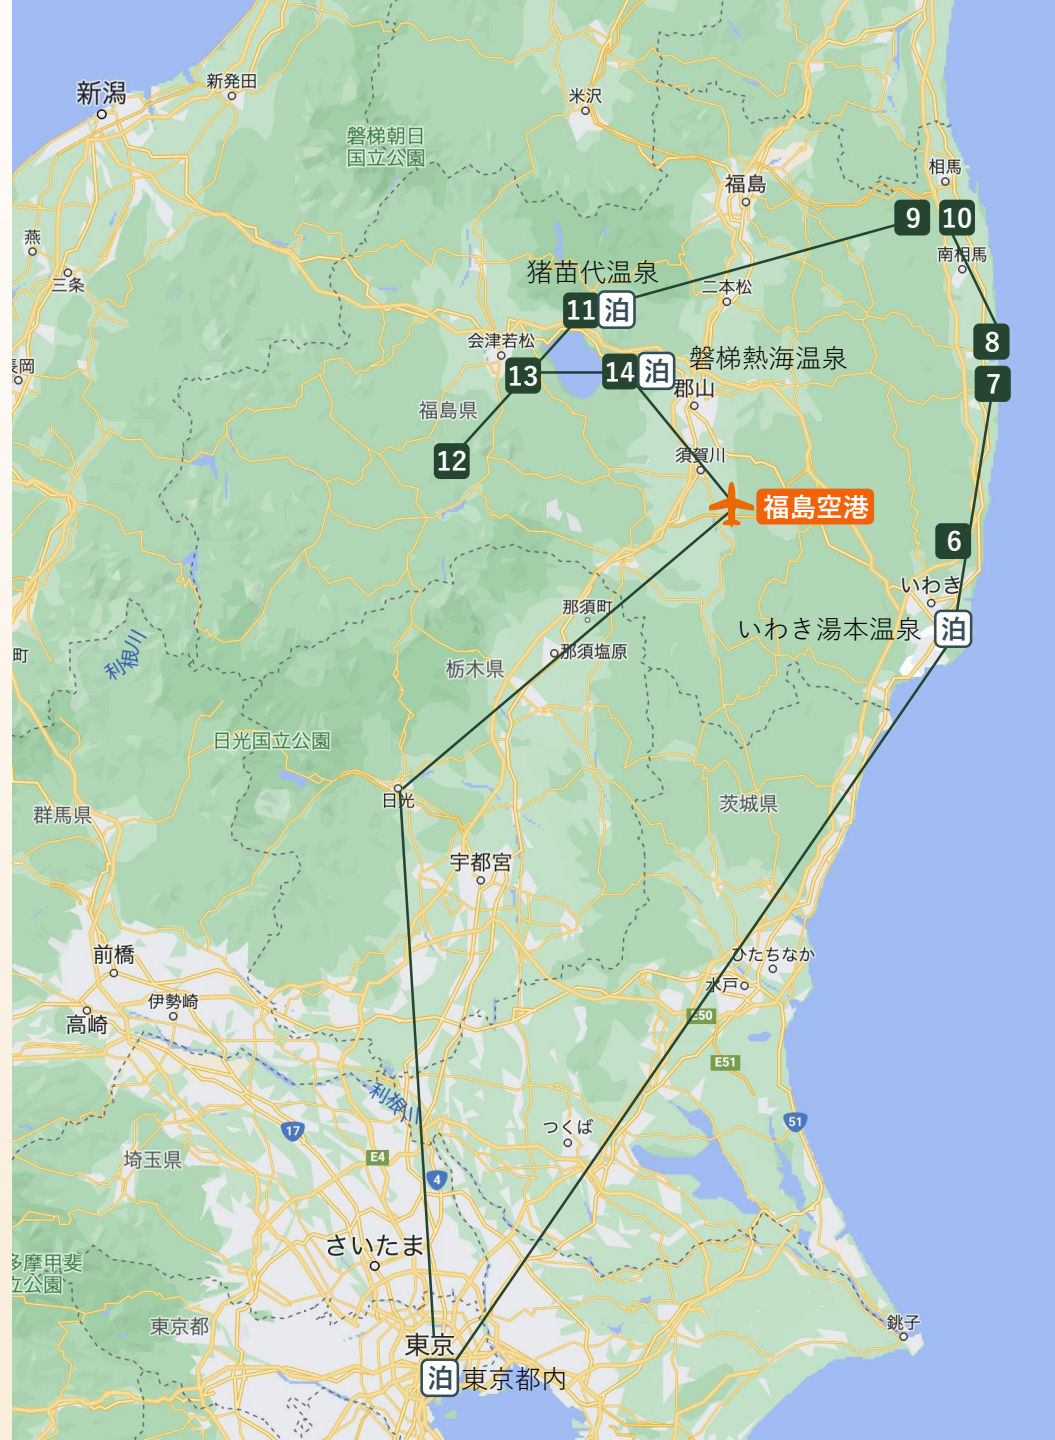 新潟
新発田
米沢
磐梯朝日
国立公園
福島
相馬
9
10
燕
三条
猪苗代温泉
二本松
南相馬
11
泊
会津若松
8
長岡
13
14
泊
磐梯熱海温泉
7
郡山
福島県
12
須賀川
福島空港
6
いわき
那須町
いわき湯本温泉
泊
町
利根川
那須塩原
栃木県
日光国立公園
日光
茨城県
群馬県
宇都宮
前橋
ひたちなか
水戸
伊勢崎
高崎
E50
E51
利根川
17
つくば
51
埼玉県
E4
4
さいたま
多摩甲斐
立公園
東京都
銚子
東京
泊
東京都内